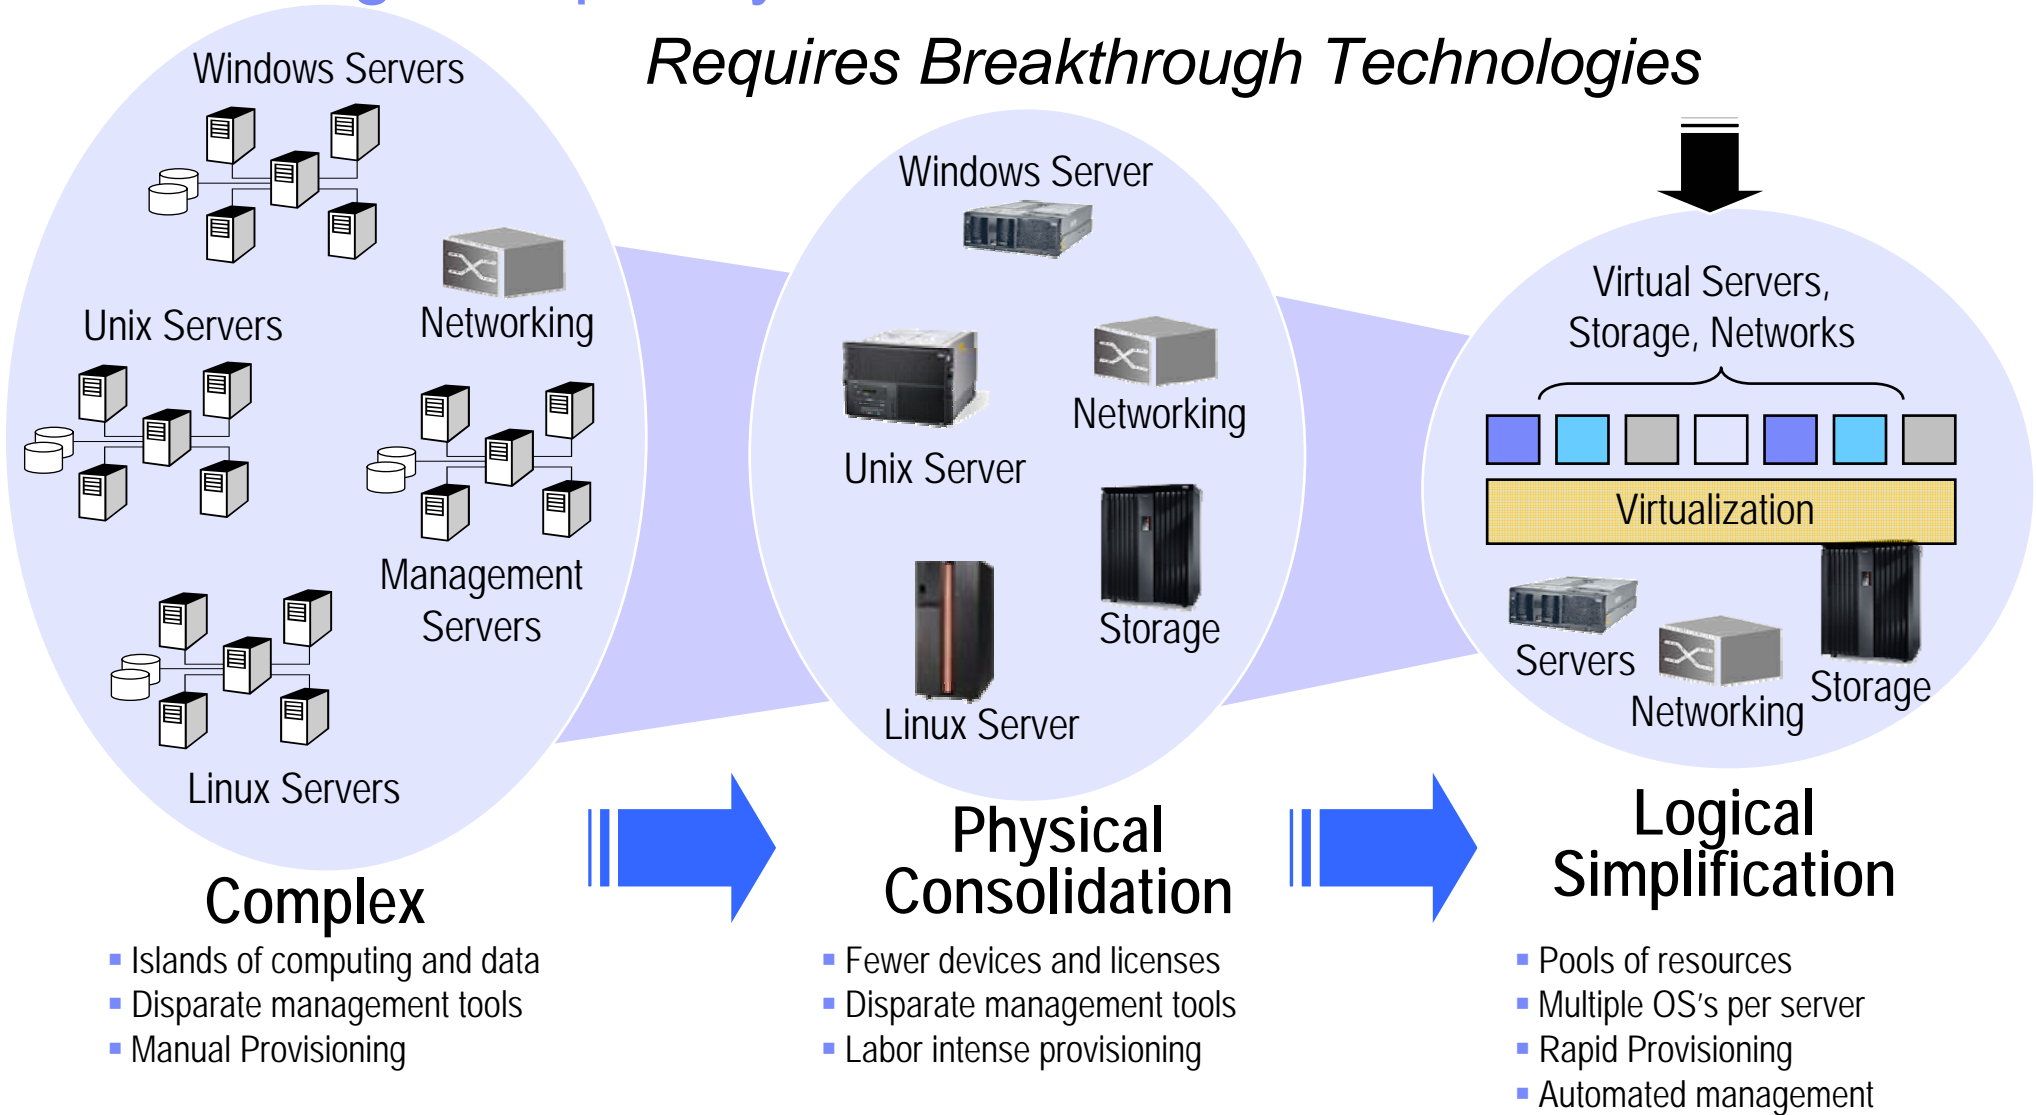 Requires Breakthrough Technologies
Windows Servers
Networking
Unix Servers
Management
Servers
Linux Servers
Windows Server
Networking
Unix Server
Storage
Linux Server
Virtual Servers,
Storage, Networks
Virtualization
Servers
Networking
Storage
Complex
▪ Islands of computing and data
▪ Disparate management tools
▪ Manual Provisioning
Physical
Consolidation
▪ Fewer devices and licenses
▪ Disparate management tools
▪ Labor intense provisioning
Logical
Simplification
▪ Pools of resources
▪ Multiple OS's per server
▪ Rapid Provisioning
▪ Automated management